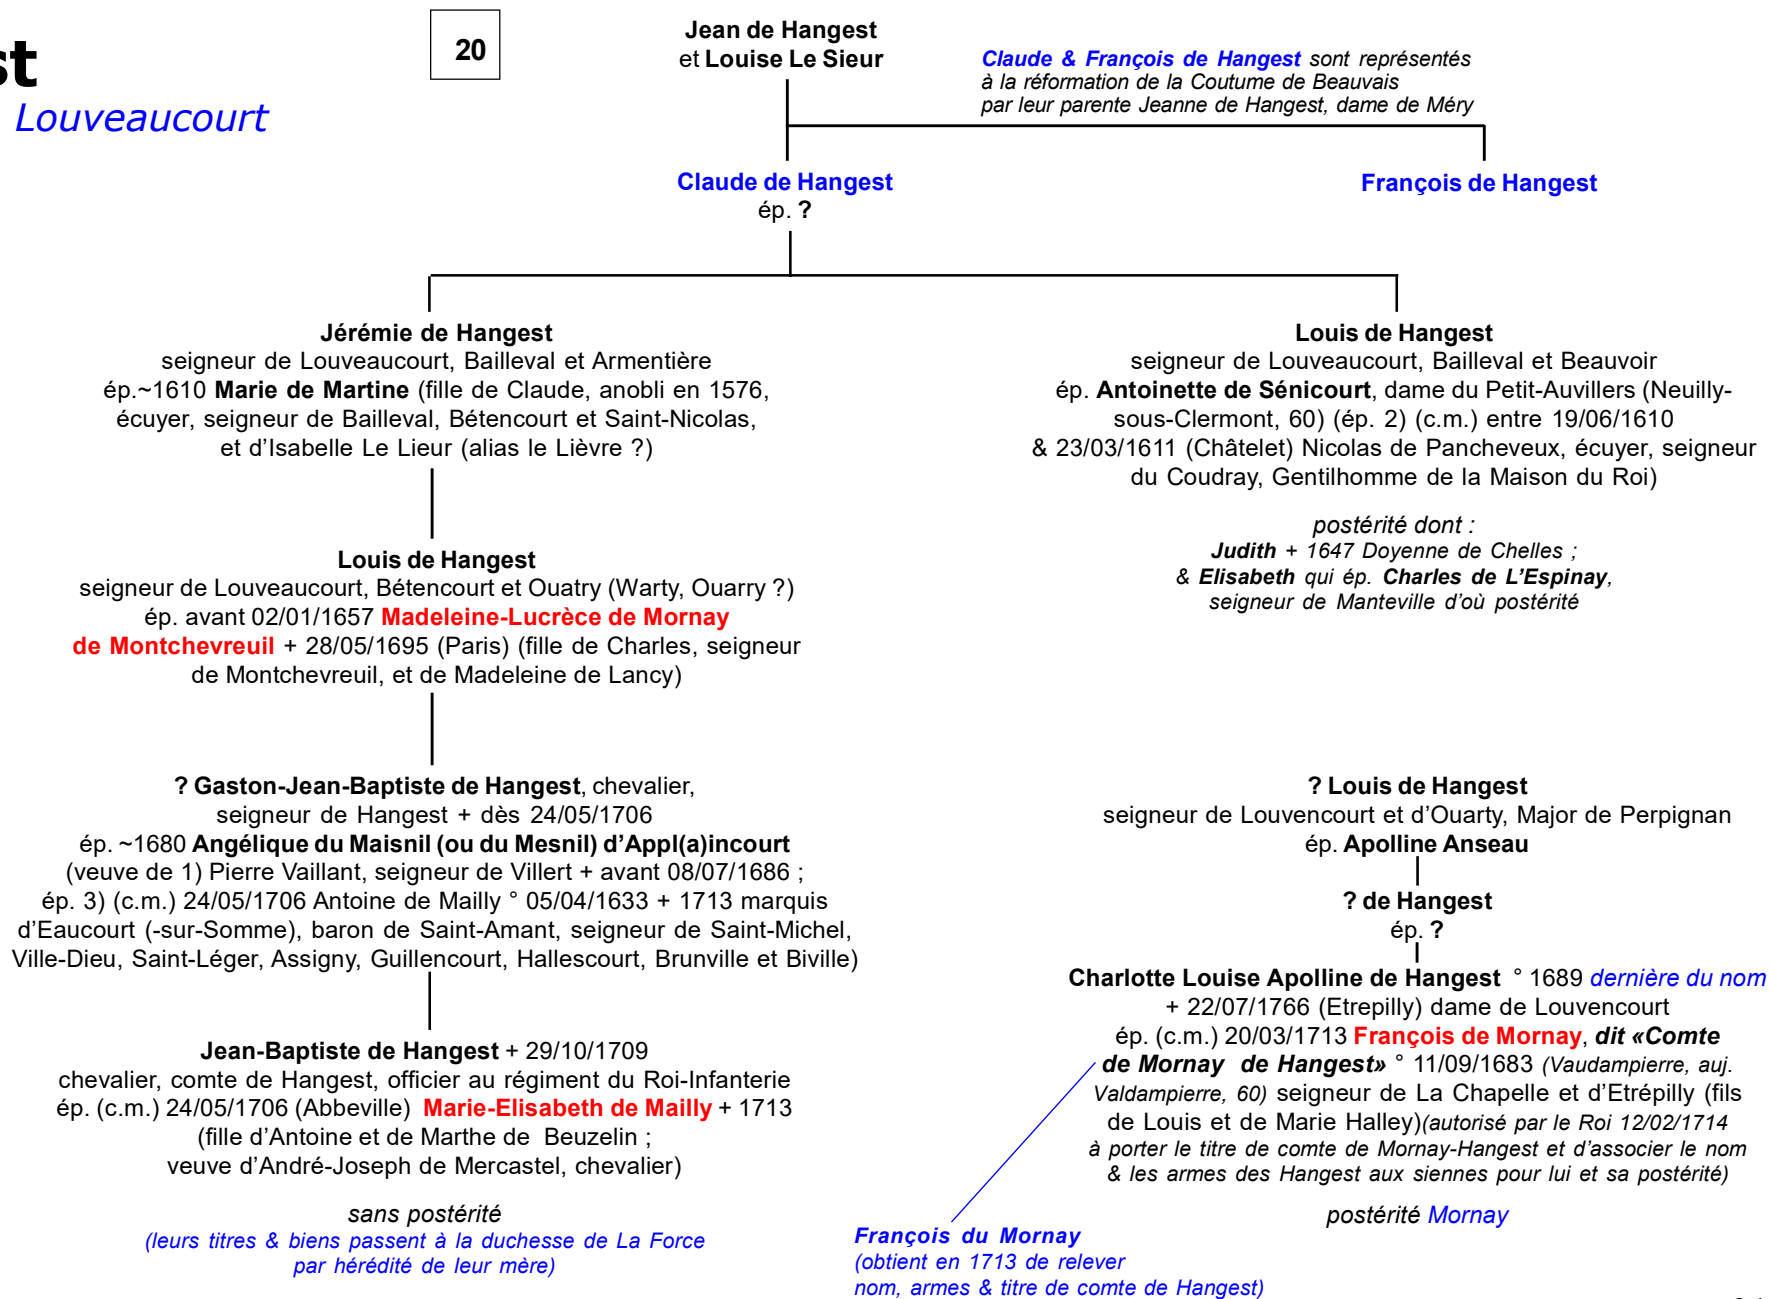 st
Louveaucourt
20
Jean de Hangest
et Louise Le Sieur
Claude & François de Hangest sont représentés
à la réformation de la Coutume de Beauvais
par leur parente Jeanne de Hangest, dame de Méry
Claude de Hangest
ép. ?
François de Hangest
Jérémie de Hangest
seigneur de Louveaucourt, Bailleval et Armentière
ép.~1610 Marie de Martine (fille de Claude, anobli en 1576,
écuyer, seigneur de Bailleval, Bétencourt et Saint-Nicolas,
et d’Isabelle Le Lieur (alias le Lièvre ?)
Louis de Hangest
seigneur de Louveaucourt, Bailleval et Beauvoir
ép. Antoinette de Sénicourt, dame du Petit-Auvillers (Neuilly-
sous-Clermont, 60) (ép. 2) (c.m.) entre 19/06/1610
& 23/03/1611 (Châtelet) Nicolas de Pancheveux, écuyer, seigneur
du Coudray, Gentilhomme de la Maison du Roi)
postérité dont :
Judith + 1647 Doyenne de Chelles ;
& Elisabeth qui ép. Charles de L’Espinay,
seigneur de Manteville d’où postérité
Louis de Hangest
seigneur de Louveaucourt, Bétencourt et Ouatry (Warty, Ouarry ?)
ép. avant 02/01/1657 Madeleine-Lucrèce de Mornay
de Montchevreuil + 28/05/1695 (Paris) (fille de Charles, seigneur
de Montchevreuil, et de Madeleine de Lancy)
? Gaston-Jean-Baptiste de Hangest, chevalier,
seigneur de Hangest + dès 24/05/1706
ép. ~1680 Angélique du Maisnil (ou du Mesnil) d’Appl(a)incourt
(veuve de 1) Pierre Vaillant, seigneur de Villert + avant 08/07/1686 ;
ép. 3) (c.m.) 24/05/1706 Antoine de Mailly ° 05/04/1633 + 1713 marquis
d’Eaucourt (-sur-Somme), baron de Saint-Amant, seigneur de Saint-Michel,
Ville-Dieu, Saint-Léger, Assigny, Guillencourt, Hallescourt, Brunville et Biville)
Jean-Baptiste de Hangest + 29/10/1709
chevalier, comte de Hangest, officier au régiment du Roi-Infanterie
ép. (c.m.) 24/05/1706 (Abbeville) Marie-Elisabeth de Mailly + 1713
(fille d’Antoine et de Marthe de Beuzelin ;
veuve d’André-Joseph de Mercastel, chevalier)
sans postérité
(leurs titres & biens passent à la duchesse de La Force
par hérédité de leur mère)
? Louis de Hangest
seigneur de Louvencourt et d’Ouarty, Major de Perpignan
ép. Apolline Anseau
? de Hangest
ép. ?
Charlotte Louise Apolline de Hangest ° 1689 dernière du nom
+ 22/07/1766 (Etrepilly) dame de Louvencourt
ép. (c.m.) 20/03/1713 François de Mornay, dit «Comte
de Mornay de Hangest» ° 11/09/1683 (Vaudampierre, auj.
Valdampierre, 60) seigneur de La Chapelle et d’Etrépilly (fils
de Louis et de Marie Halley)(autorisé par le Roi 12/02/1714
à porter le titre de comte de Mornay-Hangest et d’associer le nom
& les armes des Hangest aux siennes pour lui et sa postérité)
postérité Mornay
François du Mornay
(obtient en 1713 de relever
nom, armes & titre de comte de Hangest)